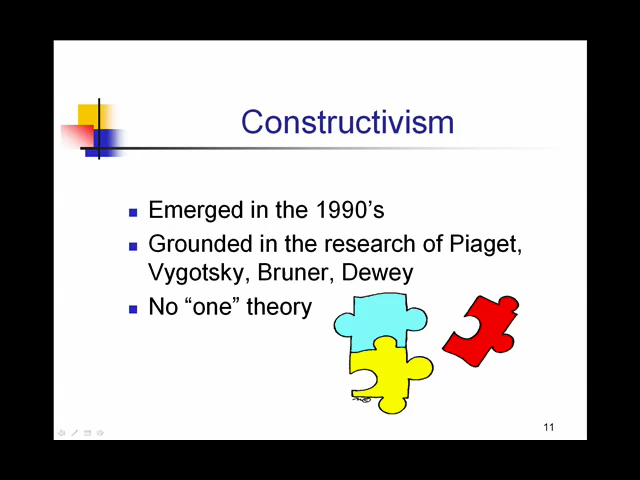 Constructivism
Emerged in the 1990's
Grounded in the research of Piaget,
Vygotsky, Bruner, Dewey
No “one” theory
11